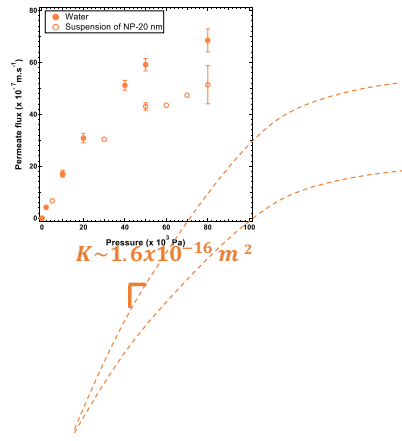 80
Water
Suspension of NP-20 nm
60
40
20
0
Permeate flux (x 10⁻⁷ m.s⁻¹)
0 20 40 60 80 100
Pressure (x 10³ Pa)
K~1.6x10⁻¹⁶ m ²